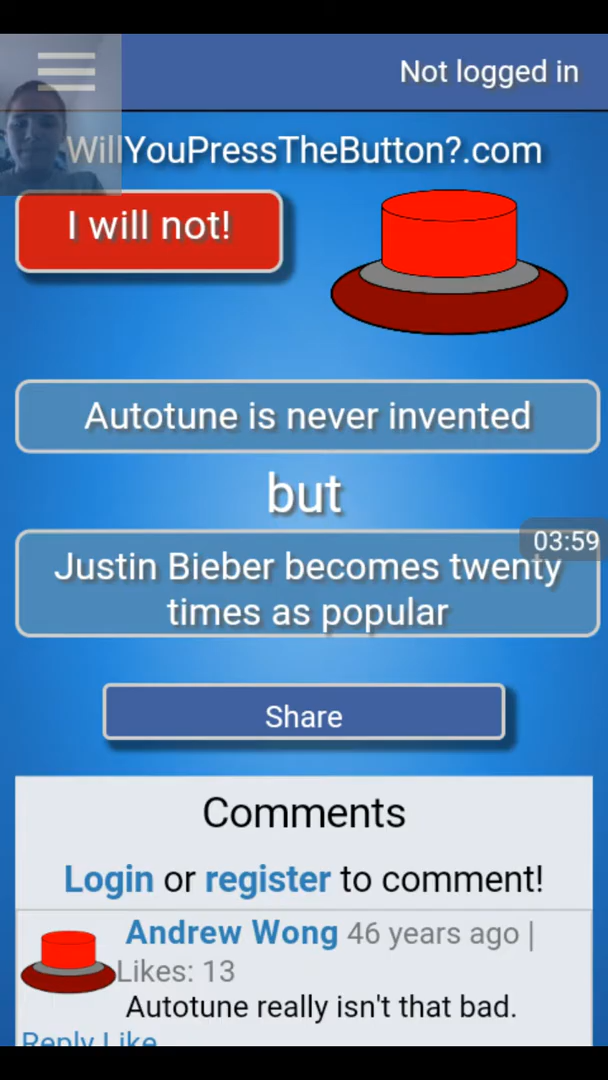 Not logged in
WillYouPressTheButton?.com
I will not!
Autotune is never invented
but
03:59
Justin Bieber becomes twenty
times as popular
Share
Comments
Login or register to comment!
Andrew Wong 46 years ago |
Likes: 13
Autotune really isn't that bad.
Reply Like